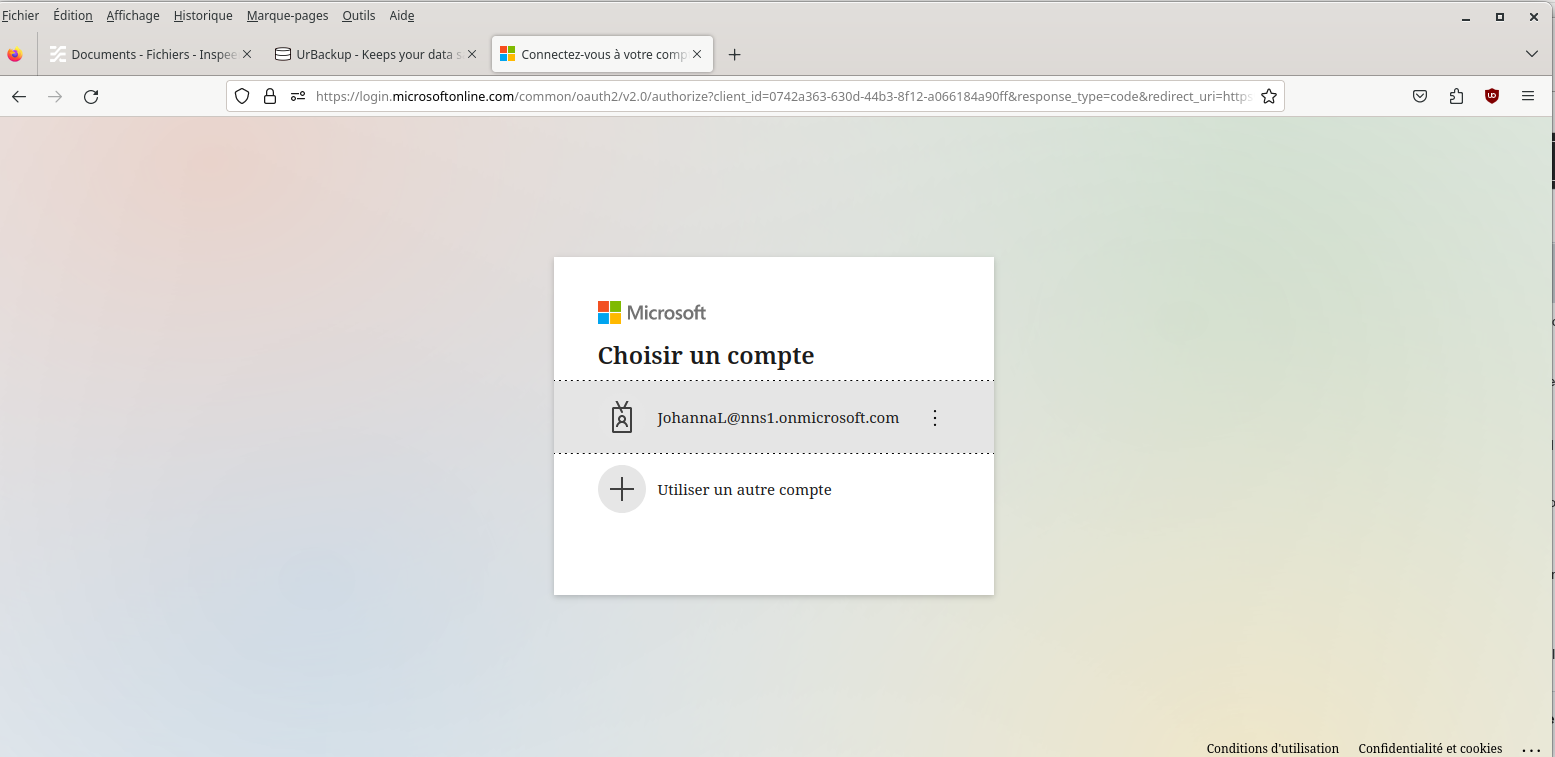 Fichier Édition Affichage Historique Marque-pages Outils Aide
Documents - Fichiers - Inspee UrBackup - Keeps your data s Connectez-vous à votre comp
https://login.microsoftonline.com/common/oauth2/v2.0/authorize?client_id=0742a363-630d-44b3-8f12-a066184a90ff&response_type=code&redirect_uri=https
Microsoft
Choisir un compte
JohannaL@nns1.onmicrosoft.com
Utiliser un autre compte
Conditions d'utilisation Confidentialité et cookies ...